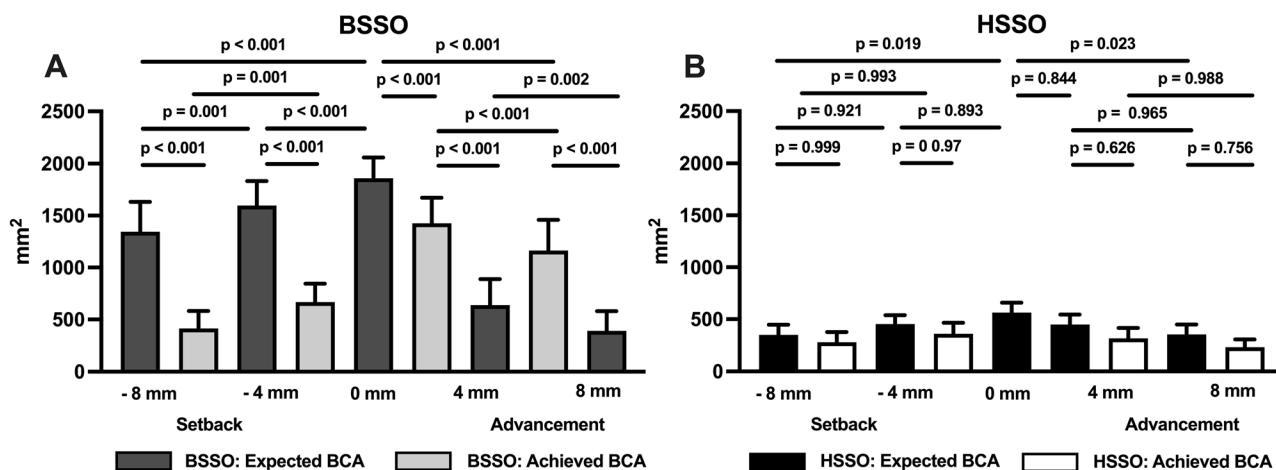 BSSO
A
p < 0.001 p < 0.001
p = 0.001 p < 0.001 p = 0.002
p = 0.001 p < 0.001 p < 0.001
p < 0.001 p < 0.001 p < 0.001 p < 0.001
2500
2000
1500
1000
500
0
mm2
- 8 mm - 4 mm 0 mm 4 mm 8 mm
Setback Advancement
BSSO: Expected BCA BSSO: Achieved BCA
HSSO
B
p = 0.019 p = 0.023
p = 0.993 p = 0.844 p = 0.988
p = 0.921 p = 0.893 p = 0.965
p = 0.999 p = 0 0.97 p = 0.626 p = 0.756
2500
2000
1500
1000
500
0
mm2
- 8 mm - 4 mm 0 mm 4 mm 8 mm
Setback Advancement
HSSO: Expected BCA HSSO: Achieved BCA